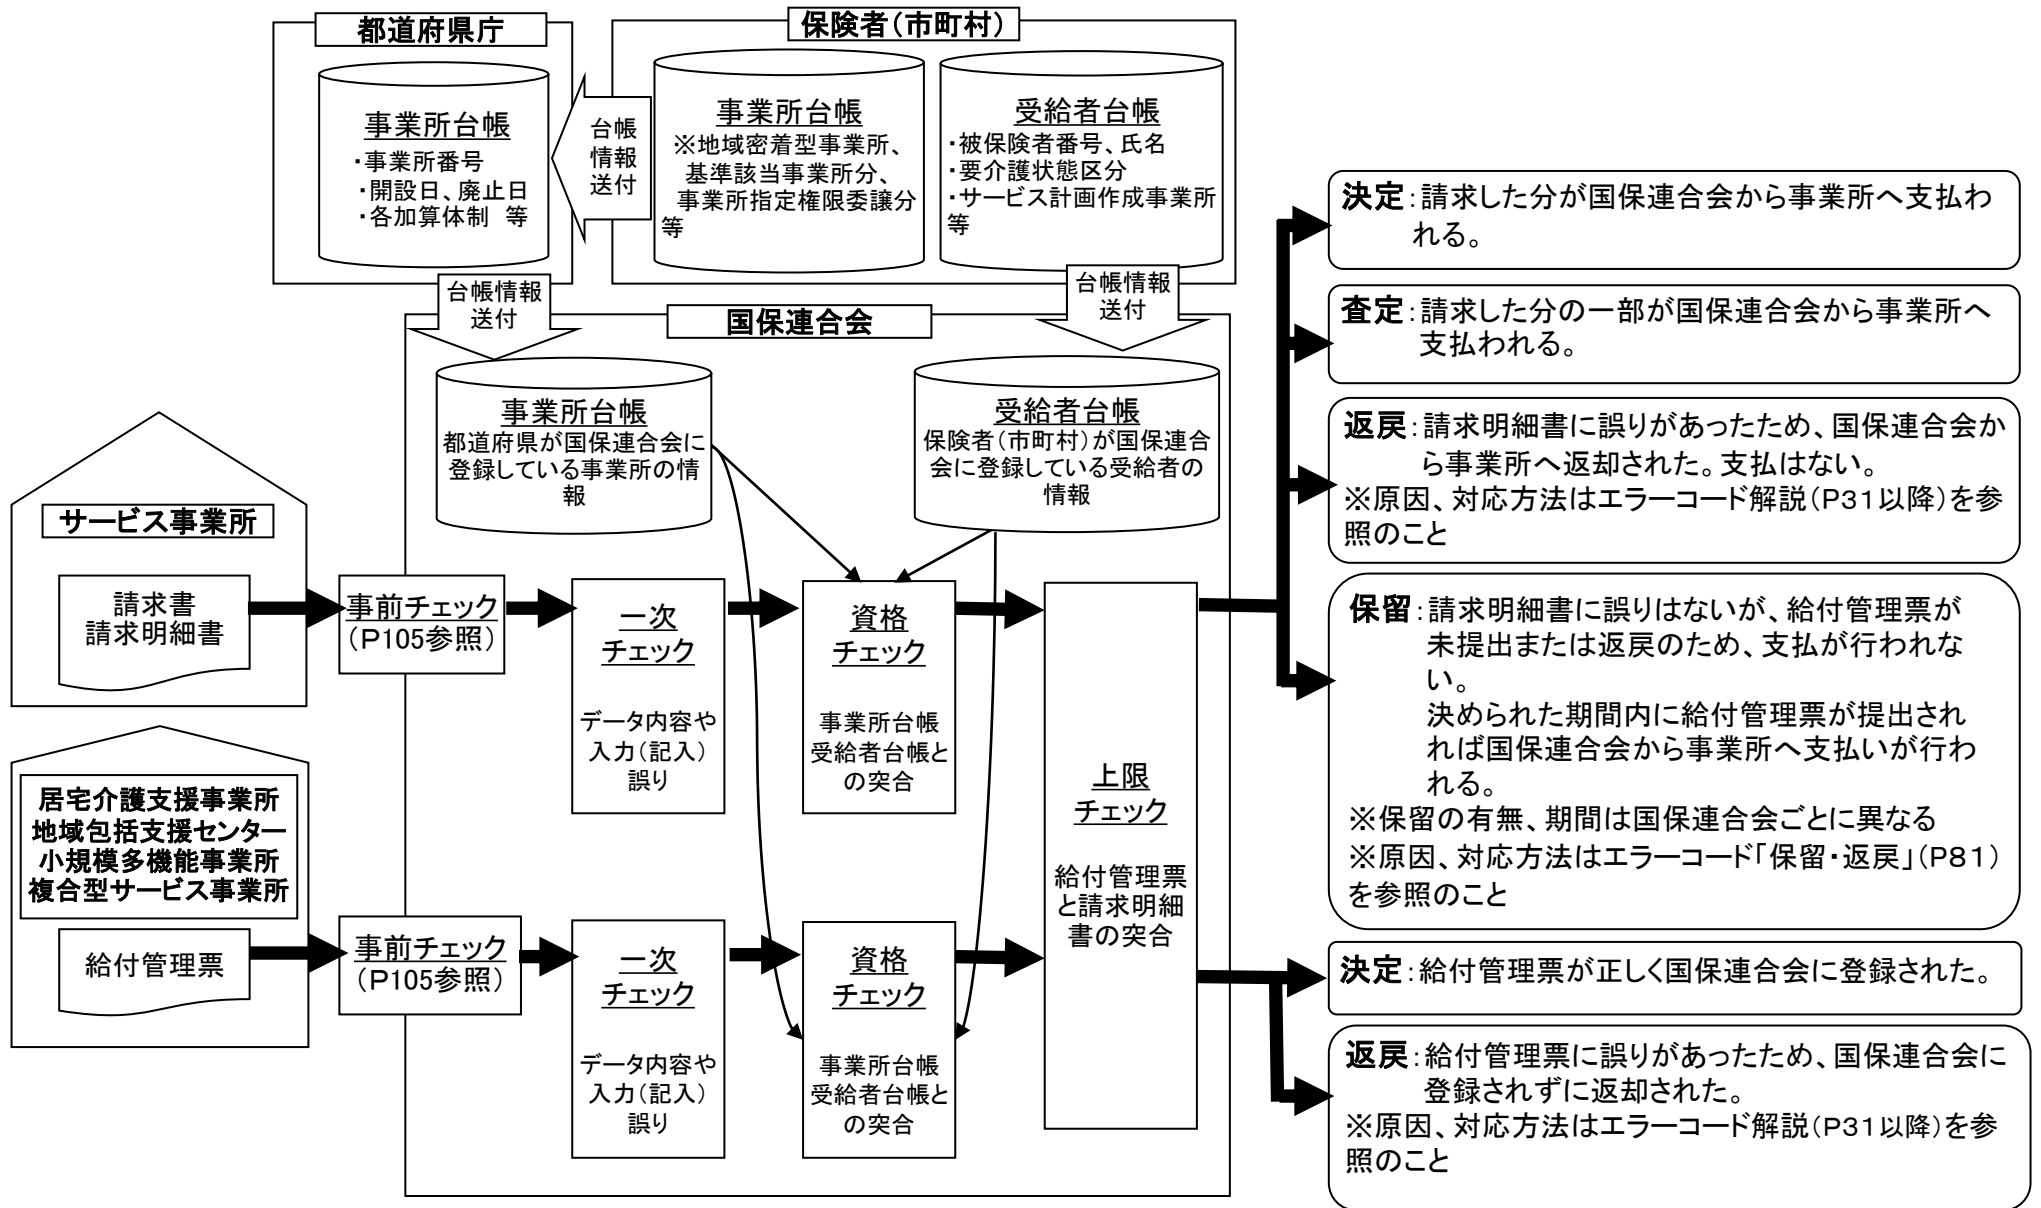 都道府県庁
事業所台帳
・事業所番号
・開設日、廃止日
・各加算体制　等
台帳
情報
送付
保険者（市町村）
事業所台帳
※地域密着型事業所、
基準該当事業所分、
事業所指定権限委譲分
等
受給者台帳
・被保険者番号、氏名
・要介護状態区分
・サービス計画作成事業所
等
台帳情報
送付
台帳情報
送付
国保連合会
事業所台帳
都道府県が国保連合会に
登録している事業所の情
報
受給者台帳
保険者（市町村）が国保連合
会に登録している受給者の
情報
サービス事業所
請求書
請求明細書
事前チェック
（P105参照）
一次
チェック
データ内容や
入力（記入）
誤り
資格
チェック
事業所台帳
受給者台帳と
の突合
居宅介護支援事業所
地域包括支援センター
小規模多機能事業所
複合型サービス事業所
給付管理票
事前チェック
（P105参照）
一次
チェック
データ内容や
入力（記入）
誤り
資格
チェック
事業所台帳
受給者台帳と
の突合
上限
チェック
給付管理票
と請求明細
書の突合
決定：請求した分が国保連合会から事業所へ支払わ
れる。
査定：請求した分の一部が国保連合会から事業所へ
支払われる。
返戻：請求明細書に誤りがあったため、国保連合会か
ら事業所へ返却された。支払はない。
※原因、対応方法はエラーコード解説（P31以降）を参
照のこと
保留：請求明細書に誤りはないが、給付管理票が
未提出または返戻のため、支払が行われな
い。
決められた期間内に給付管理票が提出され
れば国保連合会から事業所へ支払いが行わ
れる。
※保留の有無、期間は国保連合会ごとに異なる
※原因、対応方法はエラーコード「保留・返戻」（P81）
を参照のこと
決定：給付管理票が正しく国保連合会に登録された。
返戻：給付管理票に誤りがあったため、国保連合会に
登録されずに返却された。
※原因、対応方法はエラーコード解説（P31以降）を参
照のこと